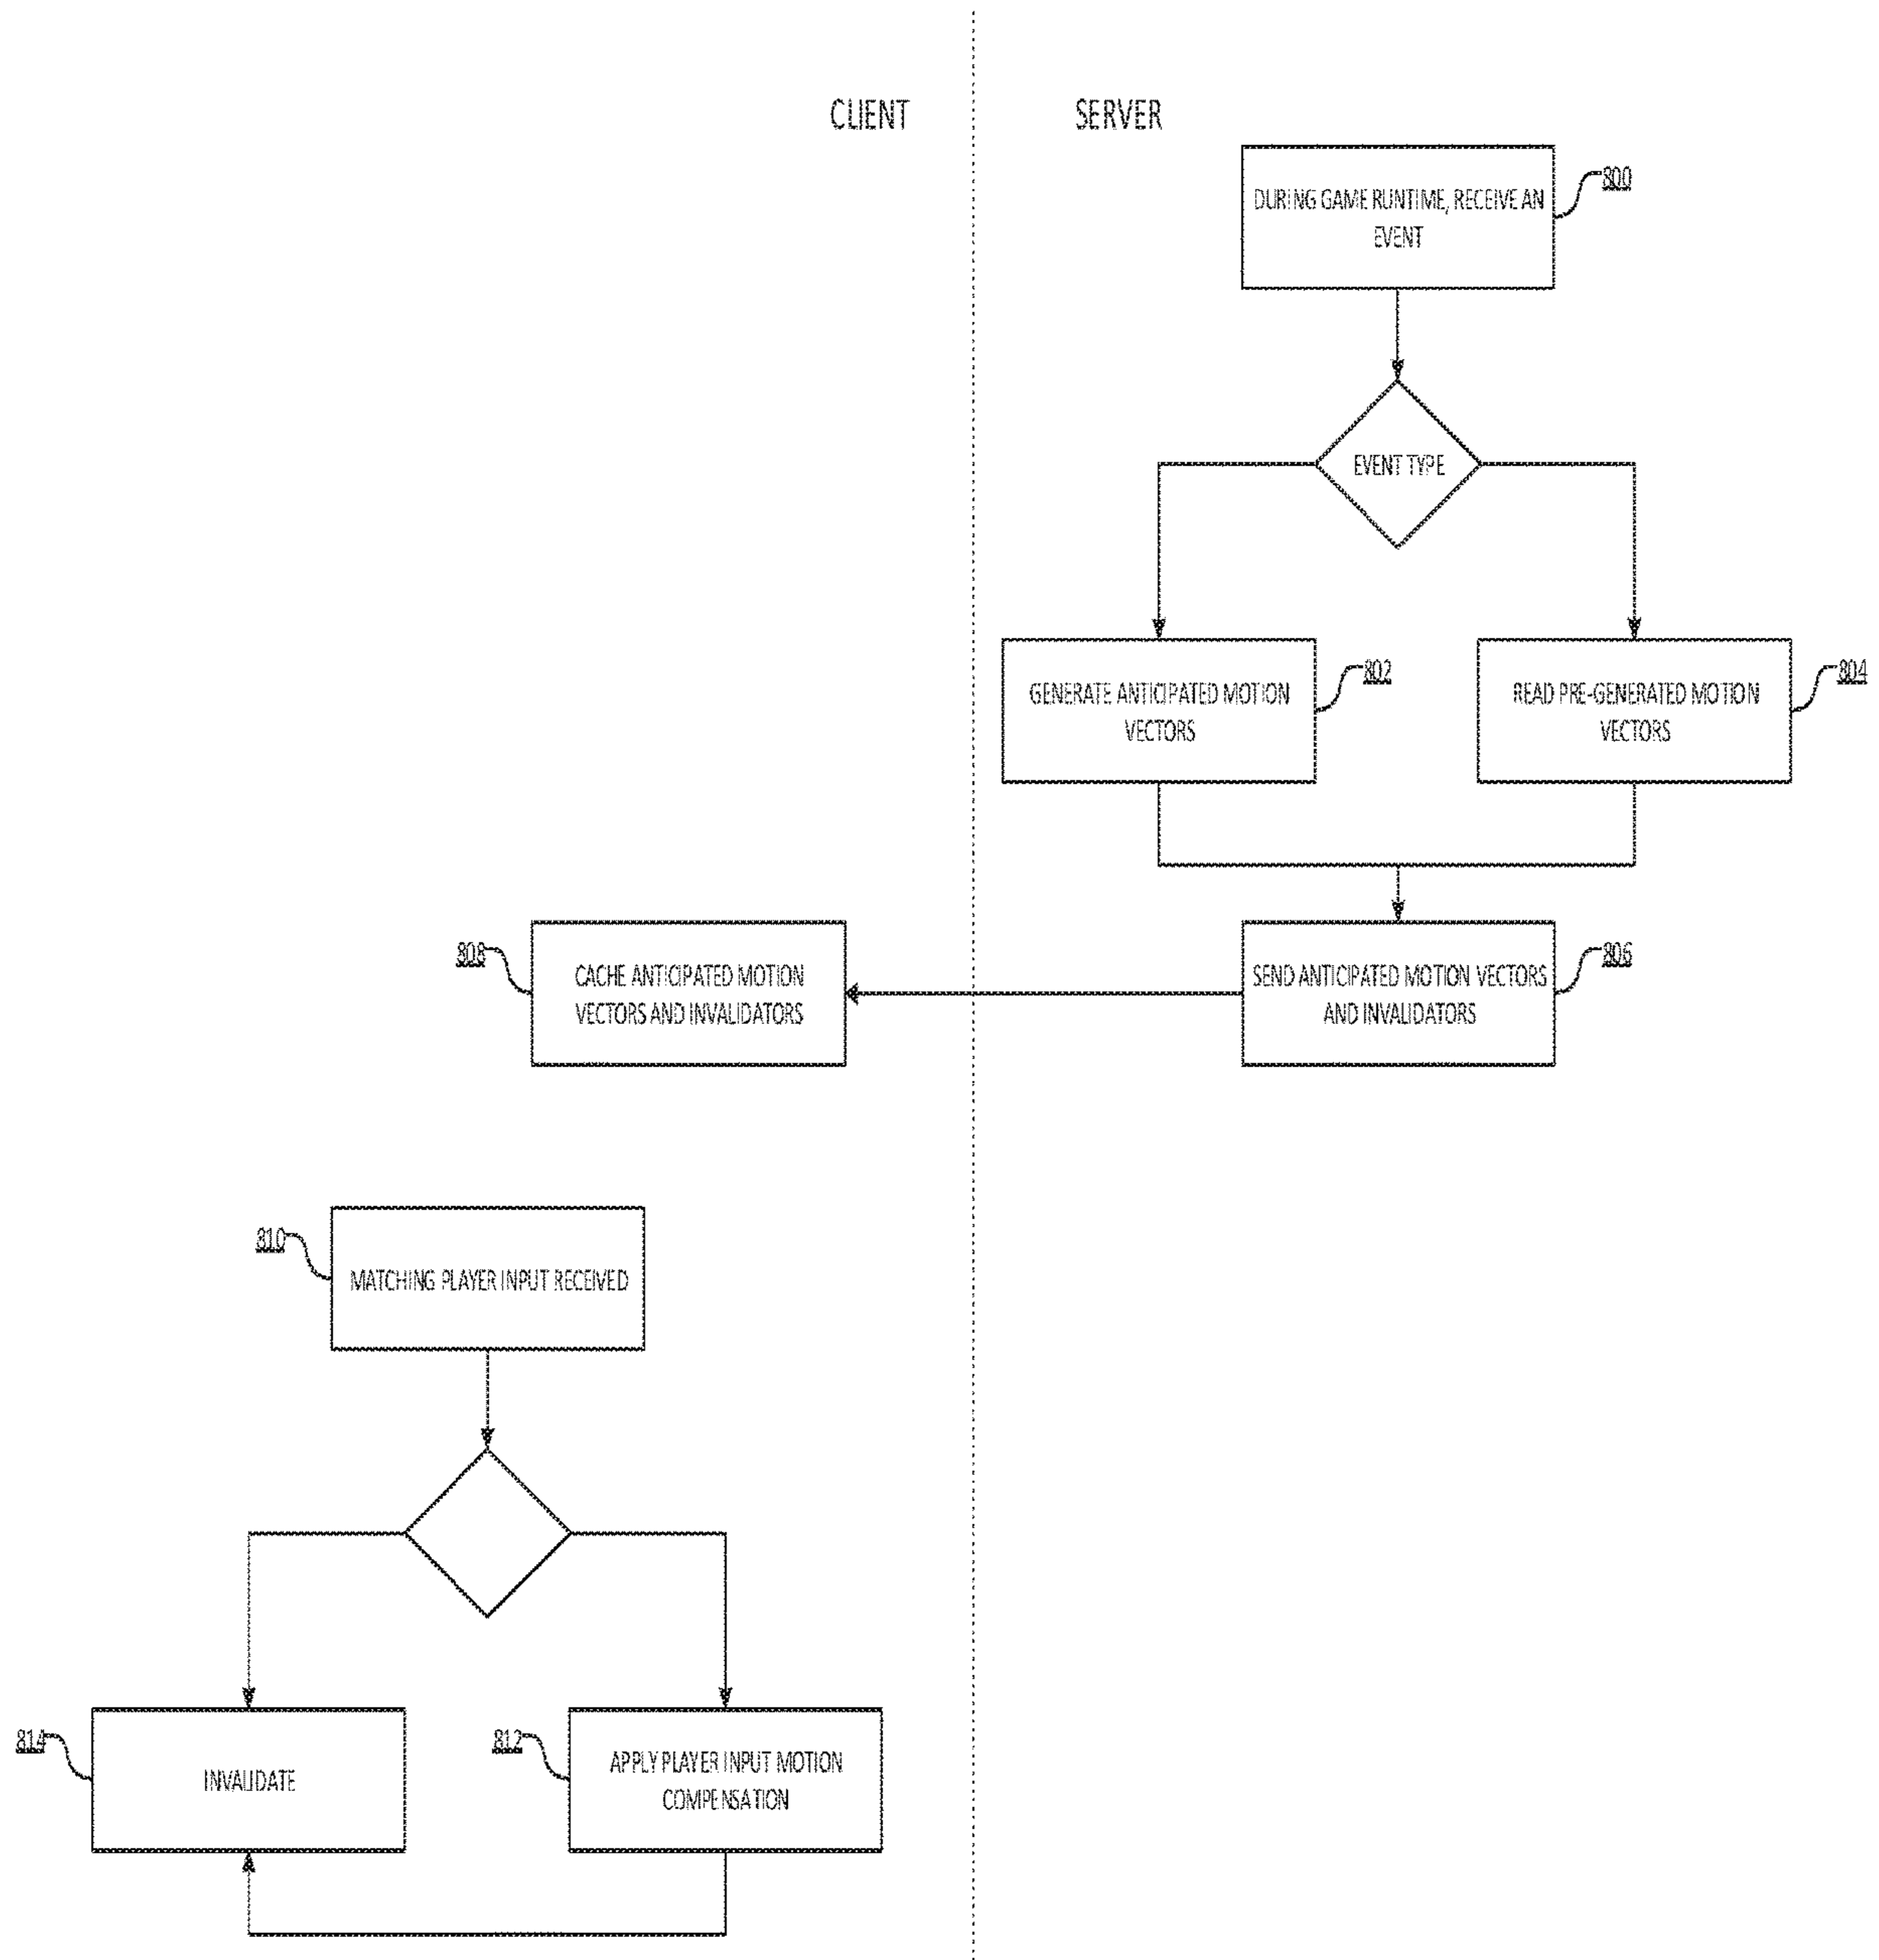 CLIENT
SERVER
DURING GAME RUNTIME, RECEIVE AN
EVENT
800
EVENT TYPE
GENERATE ANTICIPATED MOTION
VECTORS
802
READ PRE-GENERATED MOTION
VECTORS
804
808
CACHE ANTICIPATED MOTION
VECTORS AND INVALIDATORS
SEND ANTICIPATED MOTION VECTORS
AND INVALIDATORS
806
810
MATCHING PLAYER INPUT RECEIVED
814
INVALIDATE
812
APPLY PLAYER INPUT MOTION
COMPENSATION